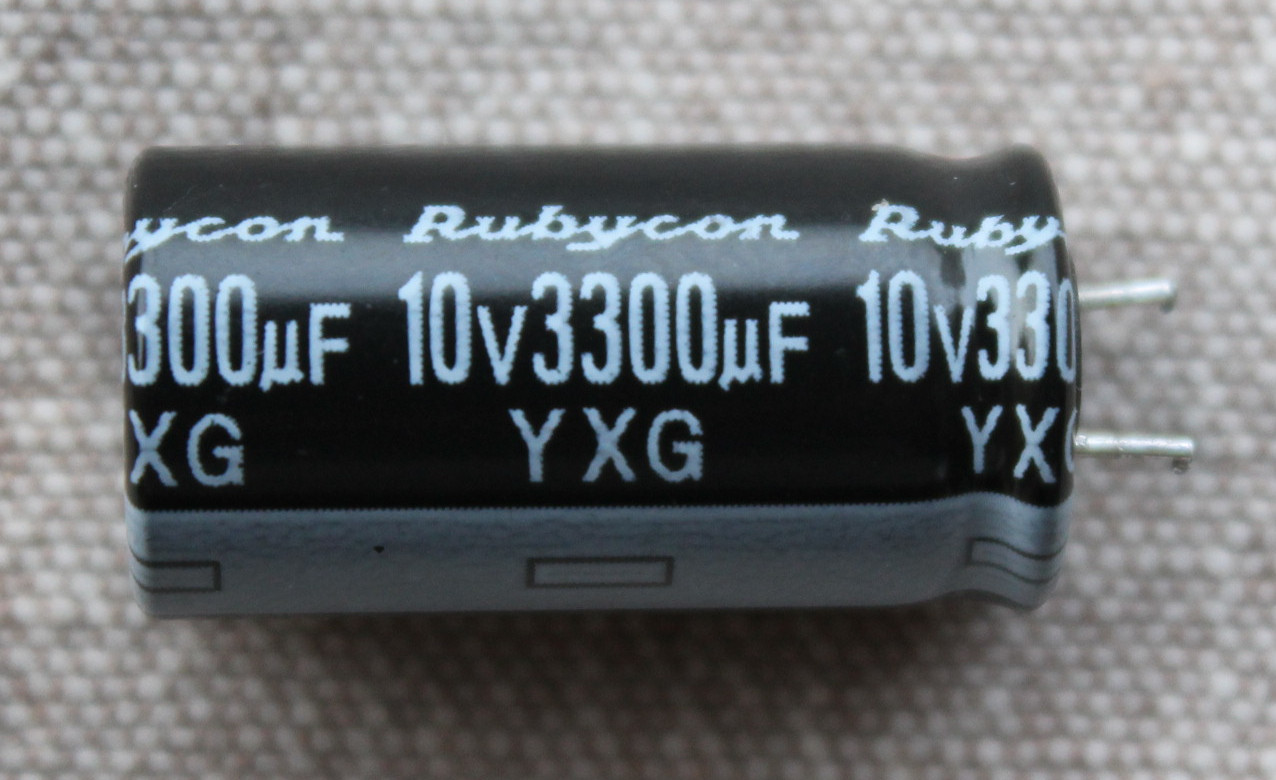 ycon Rubycon Ruby
300µF 10V3300µF 10V330
XG YXG YX